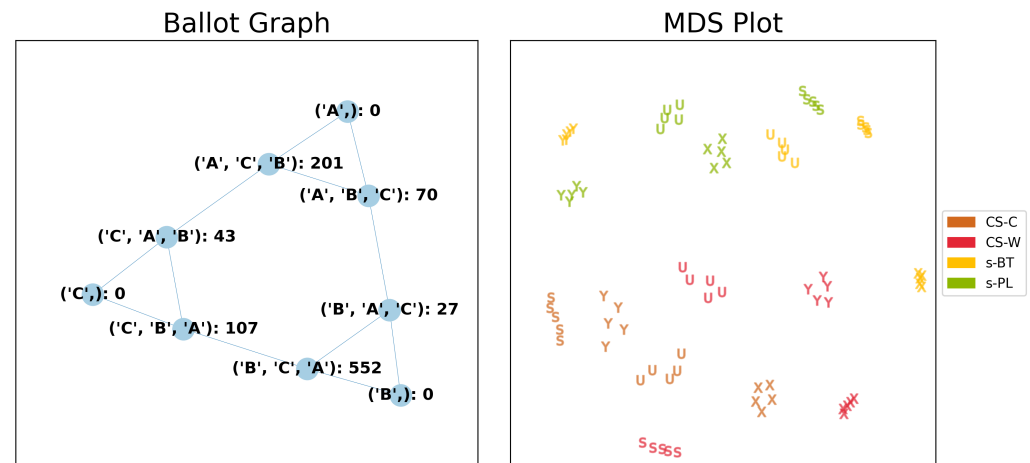 Ballot Graph
('A',): 0
('A', 'C', 'B'): 201
('A', 'B', 'C'): 70
('C', 'A', 'B'): 43
('C',): 0
('B', 'A', 'C'): 27
('C', 'B', 'A'): 107
('B', 'C', 'A'): 552
('B',): 0
MDS Plot
S S S S S
U U U U U
Y Y Y Y Y
S S S S S
U U U U U
X X X X X
Y Y Y Y Y
U U U U U
Y Y Y Y Y
X X X X X
S S S S S
Y Y Y Y Y
U U U U U
X X X X X
X X X X X
S S S S S
CS-C
CS-W
s-BT
s-PL